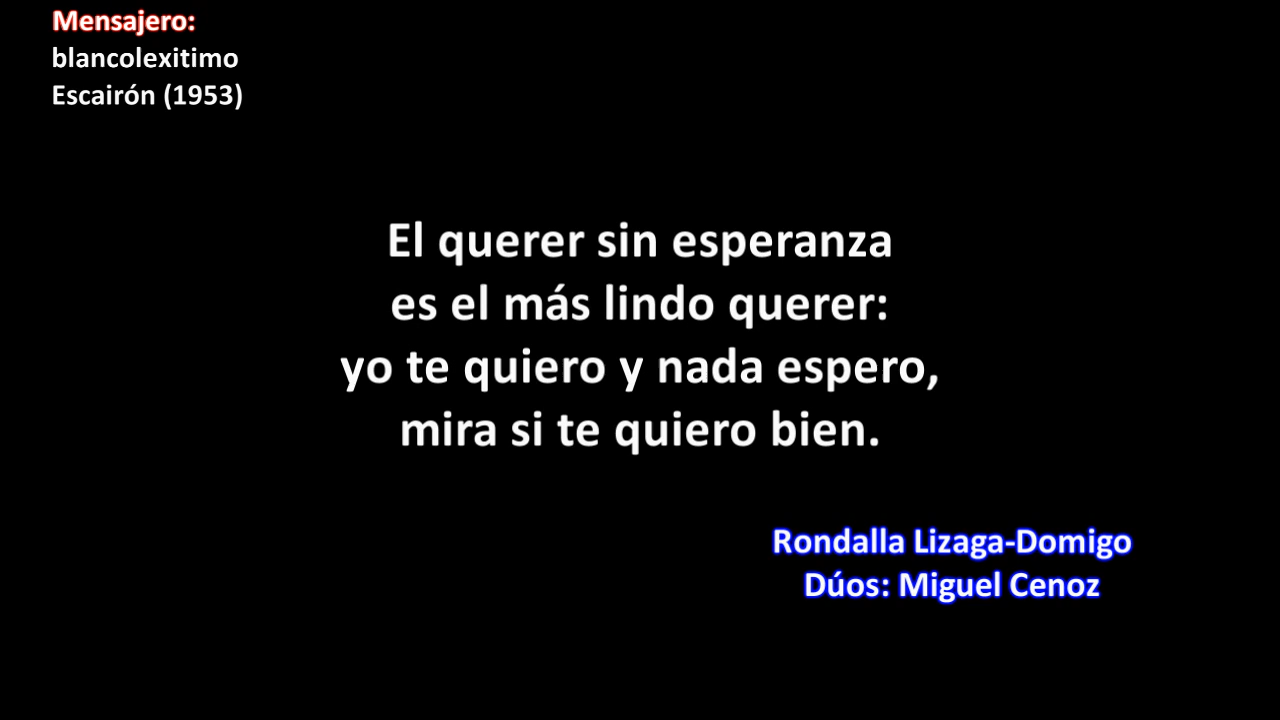 Mensajero:
blancolexitimo
Escairón (1953)
El querer sin esperanza
es el más lindo querer:
yo te quiero y nada espero,
mira si te quiero bien.
Rondalla Lizaga-Domigo
Dúos: Miguel Cenoz